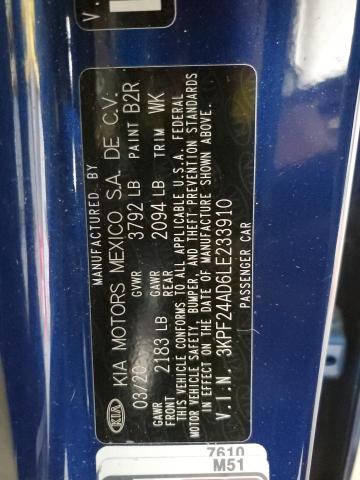 V.
MANUFACTURED BY
KIA
KIA MOTORS MEXICO S.A. DE C.V.
03/20 GVWR 3792 LB PAINT B2R
GAWR FRONT 2183 LB GAWR REAR 2094 LB TRIM WK
THIS VEHICLE CONFORMS TO ALL APPLICABLE U.S.A. FEDERAL
MOTOR VEHICLE SAFETY, BUMPER, AND THEFT PREVENTION STANDARDS
IN EFFECT ON THE DATE OF MANUFACTURE SHOWN ABOVE.
V.I.N. 3KPF24AD6LE233910
PASSENGER CAR
7610
M51